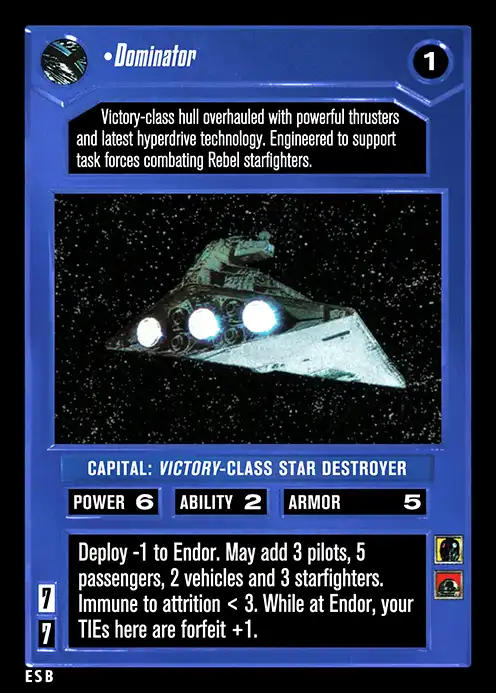 •Dominator
1
Victory-class hull overhauled with powerful thrusters
and latest hyperdrive technology. Engineered to support
task forces combating Rebel starfighters.
CAPITAL: VICTORY-CLASS STAR DESTROYER
POWER 6 ABILITY 2 ARMOR 5
Deploy -1 to Endor. May add 3 pilots, 5
passengers, 2 vehicles and 3 starfighters.
Immune to attrition < 3. While at Endor, your
TIEs here are forfeit +1.
7
7
ESB